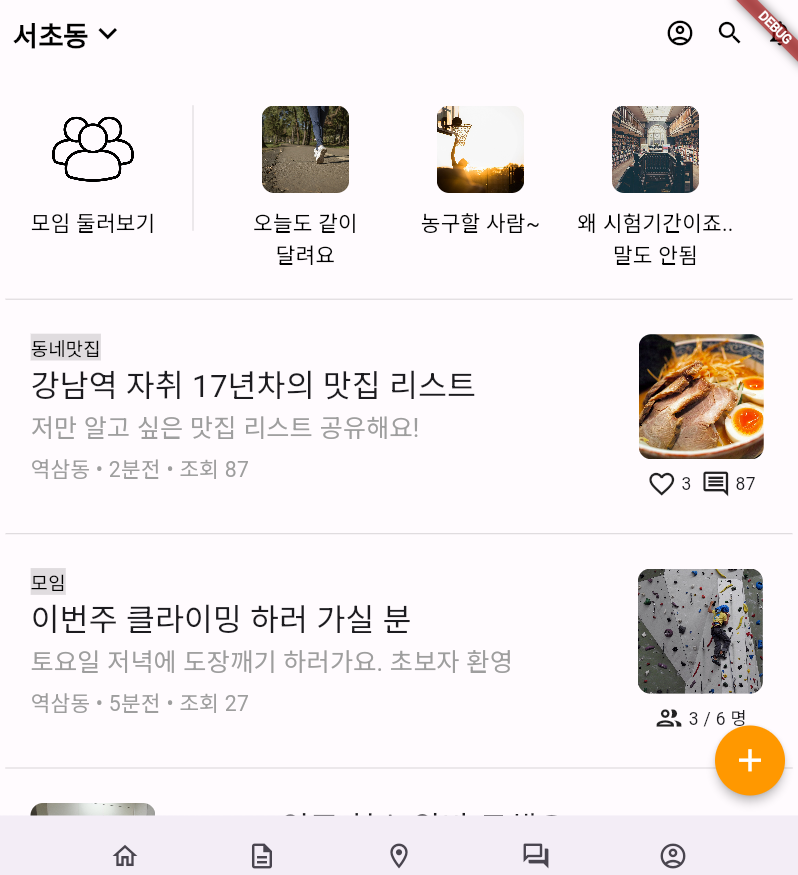 서초동
DEBUG
모임 둘러보기
오늘도 같이
달려요
농구할 사람~
왜 시험기간이죠..
말도 안됨
동네맛집
강남역 자취 17년차의 맛집 리스트
저만 알고 싶은 맛집 리스트 공유해요!
역삼동 • 2분전 • 조회 87
3 87
모임
이번주 클라이밍 하러 가실 분
토요일 저녁에 도장깨기 하러가요. 초보자 환영
역삼동 • 5분전 • 조회 27
3 / 6 명